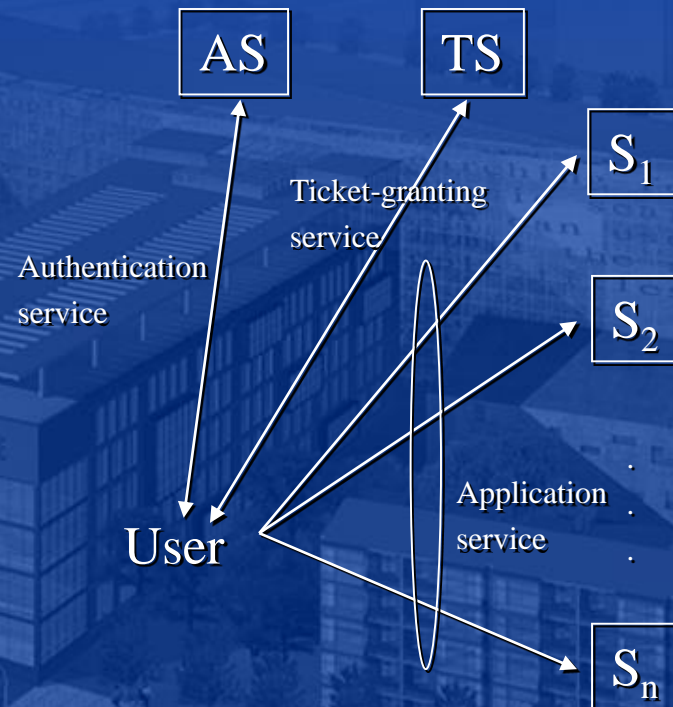 AS
TS
S₁
Ticket-granting
service
Authentication
service
S₂
Application
service
.
.
.
User
Sₙ